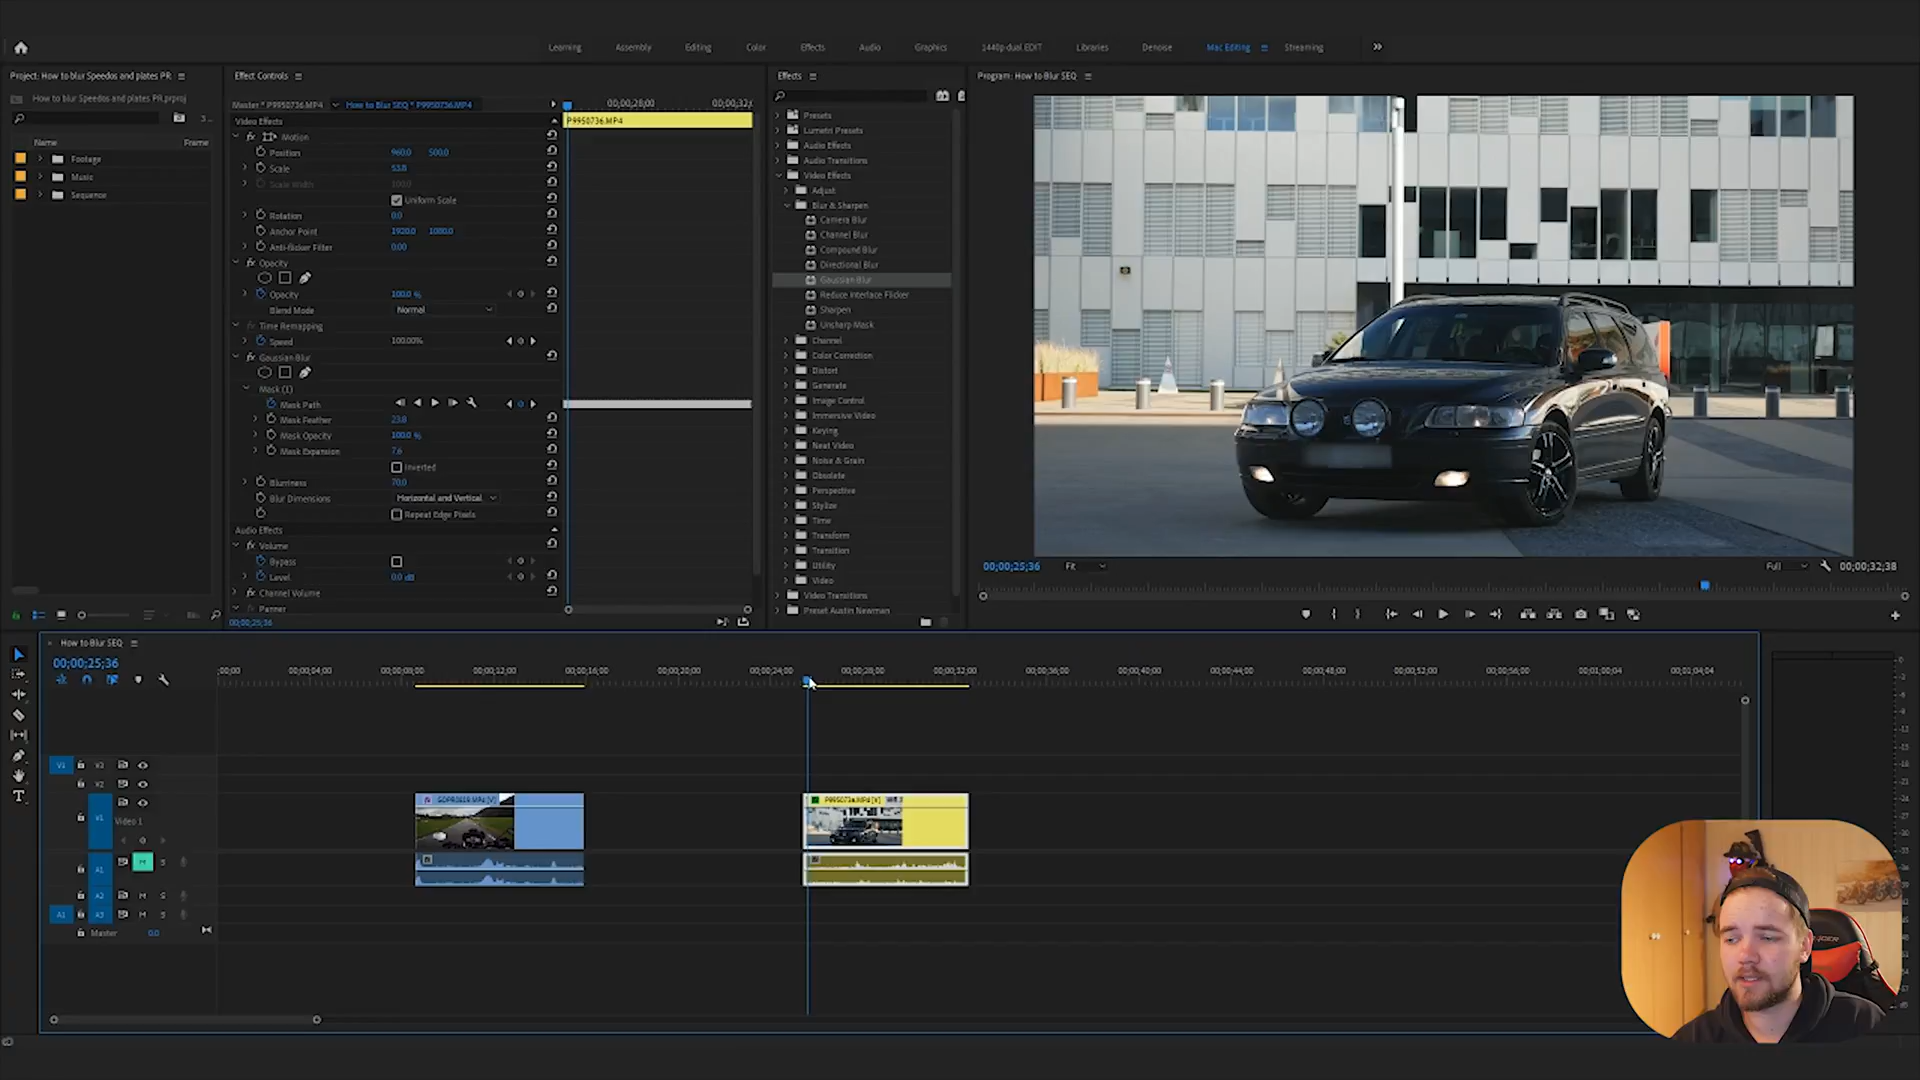 Learning Assembly Editing Color Effects Audio Graphics 1440p-dual EDIT Libraries Denoise Mac Editing Streaming
Project: How to blur Speedos and plates PR
How to blur Speedos and plates PR.prproj
Name Frame
Footage
Music
Sequence
Effect Controls
Master * P9950736.MP4 How to Blur SEQ * P9950736.MP4
00;00;28;00 00;00;32;
Video Effects
P9950736.MP4
Motion
Position 960.0 500.0
Scale 53.8
Scale Width 100.0
Uniform Scale
Rotation 0.0
Anchor Point 1920.0 1080.0
Anti-flicker Filter 0.00
Opacity
Opacity 100.0 %
Blend Mode Normal
Time Remapping
Speed 100.00%
Gaussian Blur
Mask (1)
Mask Path
Mask Feather 23.8
Mask Opacity 100.0 %
Mask Expansion 7.6
Inverted
Blurriness 70.0
Blur Dimensions Horizontal and Vertical
Repeat Edge Pixels
Audio Effects
Volume
Bypass
Level 0.0 dB
Channel Volume
Panner
00;00;25;36
Effects
Presets
Lumetri Presets
Audio Effects
Audio Transitions
Video Effects
Adjust
Blur & Sharpen
Camera Blur
Channel Blur
Compound Blur
Directional Blur
Gaussian Blur
Reduce Interlace Flicker
Sharpen
Unsharp Mask
Channel
Color Correction
Distort
Generate
Image Control
Immersive Video
Keying
Neat Video
Noise & Grain
Obsolete
Perspective
Stylize
Time
Transform
Transition
Utility
Video
Video Transitions
Preset Austin Newman
Program: How to Blur SEQ
00;00;25;36 Fit Full 00;00;32;38
How to Blur SEQ
00;00;25;36
;00;00 00;00;04;00 00;00;08;00 00;00;12;00 00;00;16;00 00;00;20;00 00;00;24;00 00;00;28;00 00;00;32;00 00;00;36;00 00;00;40;00 00;00;44;00 00;00;48;00 00;00;52;00 00;00;56;00 00;01;00;04 00;01;04;04
V1 V3
V2
V1
Video 1
A1 M S
A2 M S
A1 A3 M S
Master 0.0
P9950736.MP4 [V]